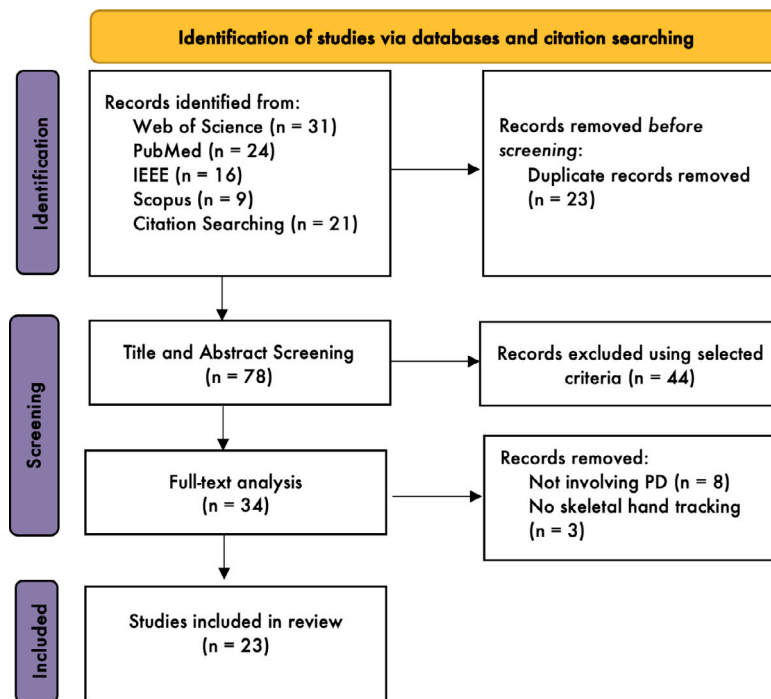 Identification of studies via databases and citation searching
Identification
Records identified from:
Web of Science (n = 31)
PubMed (n = 24)
IEEE (n = 16)
Scopus (n = 9)
Citation Searching (n = 21)
Records removed before
screening:
Duplicate records removed
(n = 23)
Screening
Title and Abstract Screening
(n = 78)
Records excluded using selected
criteria (n = 44)
Full-text analysis
(n = 34)
Records removed:
Not involving PD (n = 8)
No skeletal hand tracking
(n = 3)
Included
Studies included in review
(n = 23)